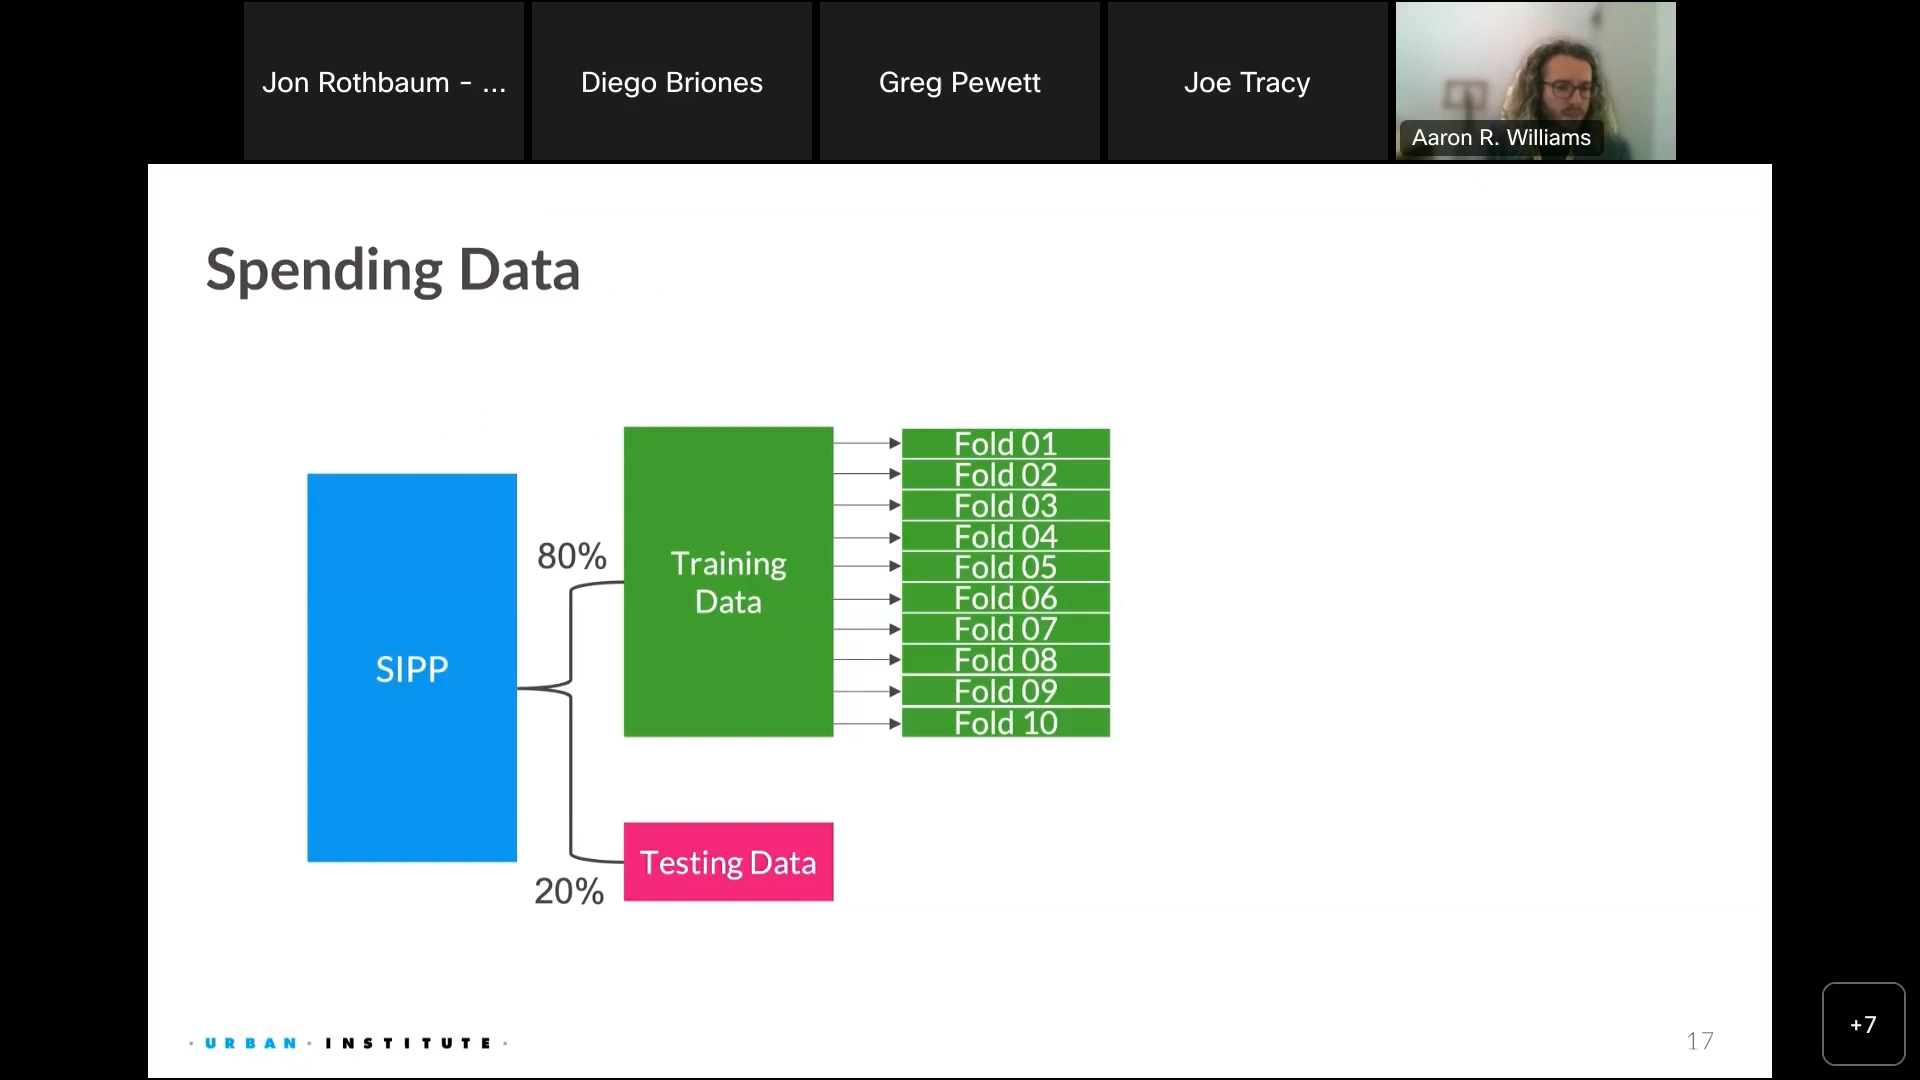 Jon Rothbaum - ...
Diego Briones
Greg Pewett
Joe Tracy
Aaron R. Williams
Spending Data
SIPP
80%
20%
Training
Data
Testing Data
Fold 01
Fold 02
Fold 03
Fold 04
Fold 05
Fold 06
Fold 07
Fold 08
Fold 09
Fold 10
· URBAN · INSTITUTE ·
17
+7